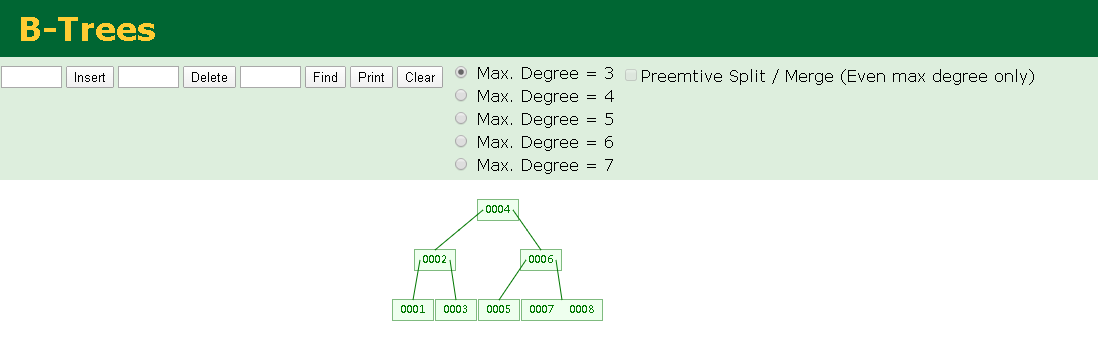 B-Trees
Insert Delete Find Print Clear Max. Degree = 3 Preemtive Split / Merge (Even max degree only)
Max. Degree = 4
Max. Degree = 5
Max. Degree = 6
Max. Degree = 7
0004
0002 0006
0001 0003 0005 0007 0008